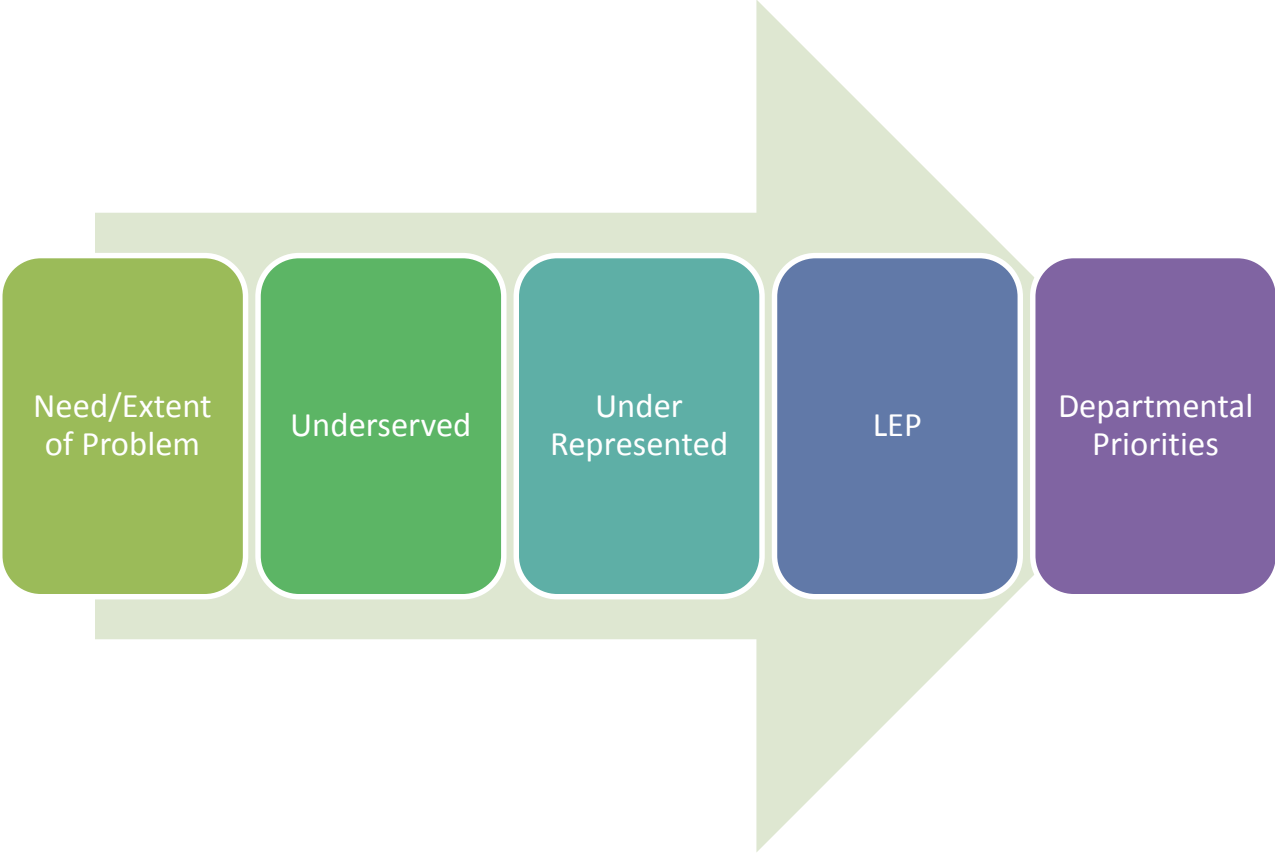 Need/Extent
of Problem
Underserved
Under
Represented
LEP
Departmental
Priorities